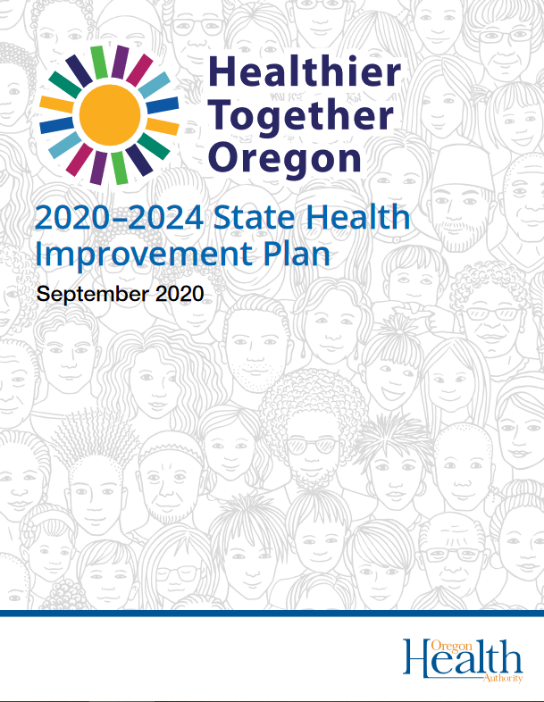 Healthier
Together
Oregon
2020–2024 State Health
Improvement Plan
September 2020
Oregon
Health
Authority